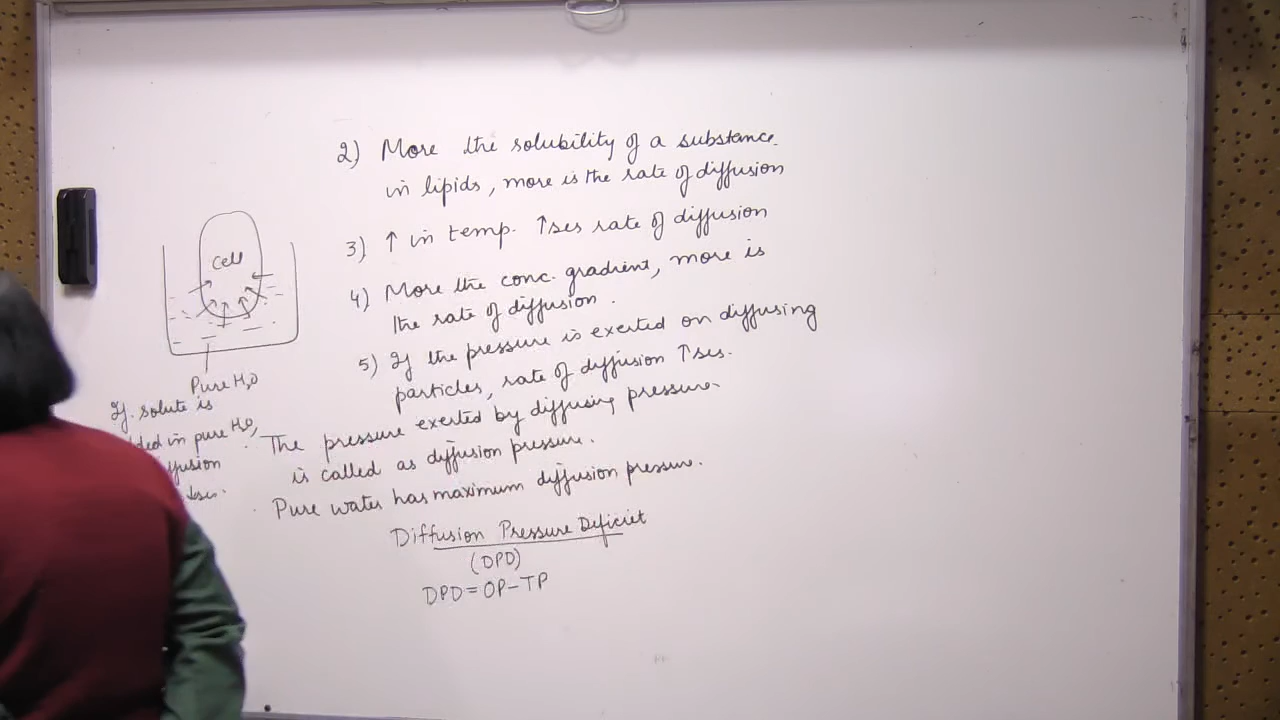 2) More the solubility of a substance
in lipids, more is the rate of diffusion
3) ↑ in temp. ↑ses rate of diffusion
4) More the conc. gradient, more is
the rate of diffusion.
5) If the pressure is exerted on diffusing
particles, rate of diffusion ↑ses.
. The pressure exerted by diffusing pressure
is called as diffusion pressure.
. Pure water has maximum diffusion pressure.
Diffusion Pressure Deficiet
(DPD)
DPD = OP - TP
Cell
Pure H2O
If solute is
in pure H2O,